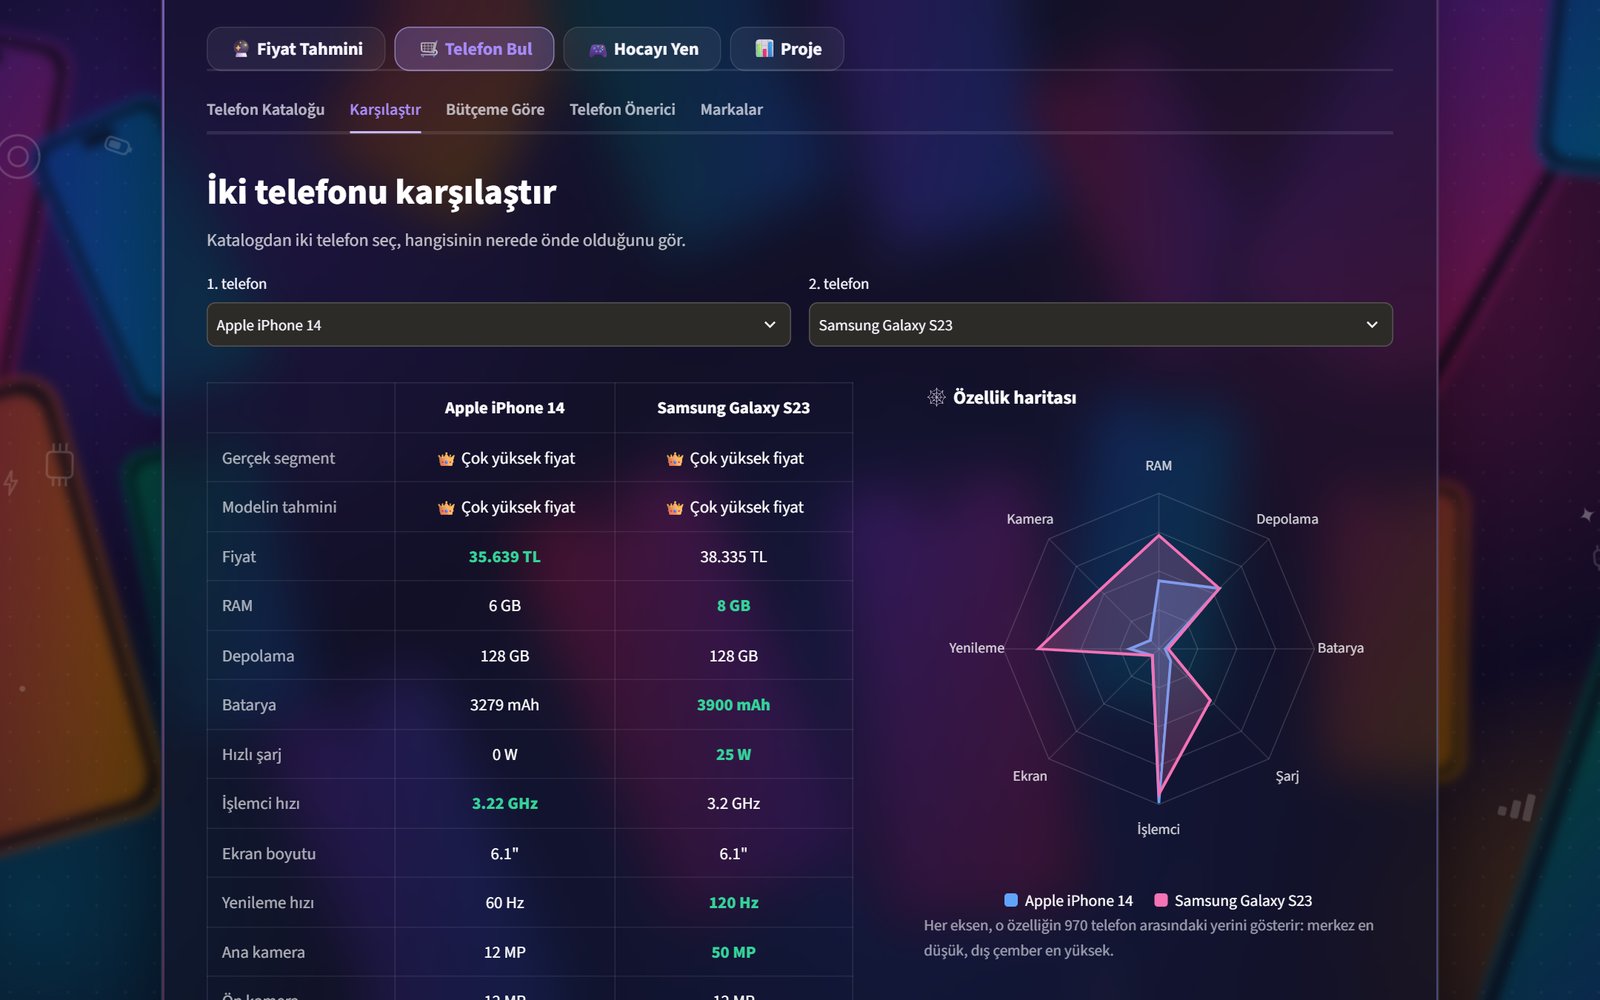 Fiyat Tahmini
Telefon Bul
Hocayı Yen
Proje
Telefon Kataloğu
Karşılaştır
Bütçeme Göre
Telefon Önerici
Markalar
İki telefonu karşılaştır
Katalogdan iki telefon seç, hangisinin nerede önde olduğunu gör.
1. telefon
2. telefon
Apple iPhone 14
Samsung Galaxy S23
Apple iPhone 14 Samsung Galaxy S23
Gerçek segment Çok yüksek fiyat Çok yüksek fiyat
Modelin tahmini Çok yüksek fiyat Çok yüksek fiyat
Fiyat 35.639 TL 38.335 TL
RAM 6 GB 8 GB
Depolama 128 GB 128 GB
Batarya 3279 mAh 3900 mAh
Hızlı şarj 0 W 25 W
İşlemci hızı 3.22 GHz 3.2 GHz
Ekran boyutu 6.1" 6.1"
Yenileme hızı 60 Hz 120 Hz
Ana kamera 12 MP 50 MP
Ön kamera 12 MP 12 MP
Özellik haritası
RAM
Kamera
Depolama
Yenileme
Batarya
Ekran
Şarj
İşlemci
Apple iPhone 14
Samsung Galaxy S23
Her eksen, o özelliğin 970 telefon arasındaki yerini gösterir: merkez en
düşük, dış çember en yüksek.